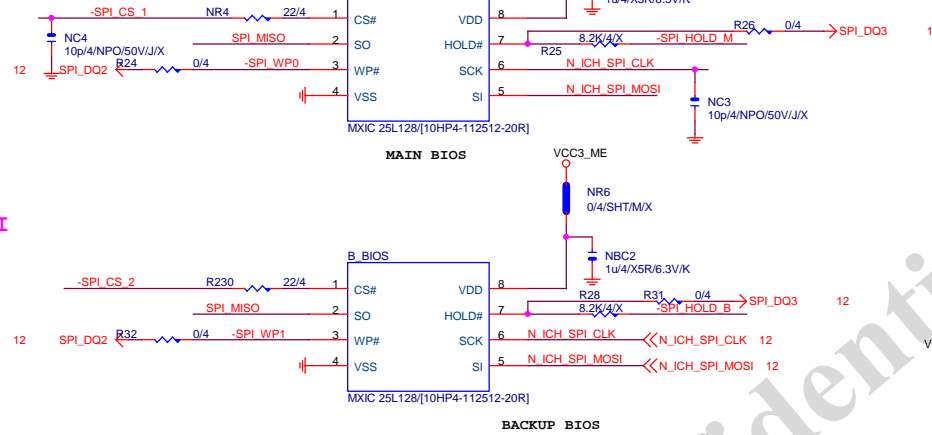 -SPI_CS_1 NR4 22/4 1 CS# VDD 8 1u/4/X5R/6.3V/K
R26 0/4 SPI_DQ3
NC4 SPI_MISO 2 SO HOLD# 7 R25 8.2K/4/X -SPI_HOLD_M
10p/4/NPO/50V/J/X
12 SPI_DQ2 R24 0/4 -SPI_WP0 3 WP# SCK 6 N_ICH_SPI_CLK
4 VSS SI 5 N_ICH_SPI_MOSI
NC3
10p/4/NPO/50V/J/X
MXIC 25L128/[10HP4-112512-20R]
MAIN BIOS
VCC3_ME
NR6
0/4/SHT/M/X
NBC2
1u/4/X5R/6.3V/K
B_BIOS
-SPI_CS_2 R230 22/4 1 CS# VDD 8
R28 R31 0/4 SPI_DQ3 12
SPI_MISO 2 SO HOLD# 7 8.2K/4/X -SPI_HOLD_B
12 SPI_DQ2 R32 0/4 -SPI_WP1 3 WP# SCK 6 N_ICH_SPI_CLK N_ICH_SPI_CLK 12
4 VSS SI 5 N_ICH_SPI_MOSI N_ICH_SPI_MOSI 12
MXIC 25L128/[10HP4-112512-20R]
BACKUP BIOS